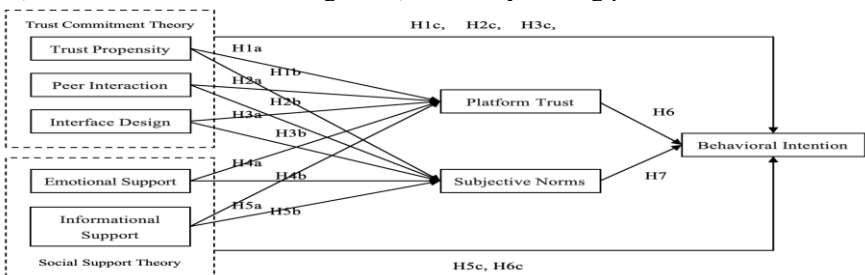 Trust Commitment Theory
H1c, H2c, H3c,
Trust Propensity
H1a
H1b
Peer Interaction
H2a
H2b
Platform Trust
Interface Design
H3a
H3b
H6
Behavioral Intention
H4a
Emotional Support
H4b
Subjective Norms
H7
H5a
H5b
Informational
Support
Social Support Theory
H5c, H6c